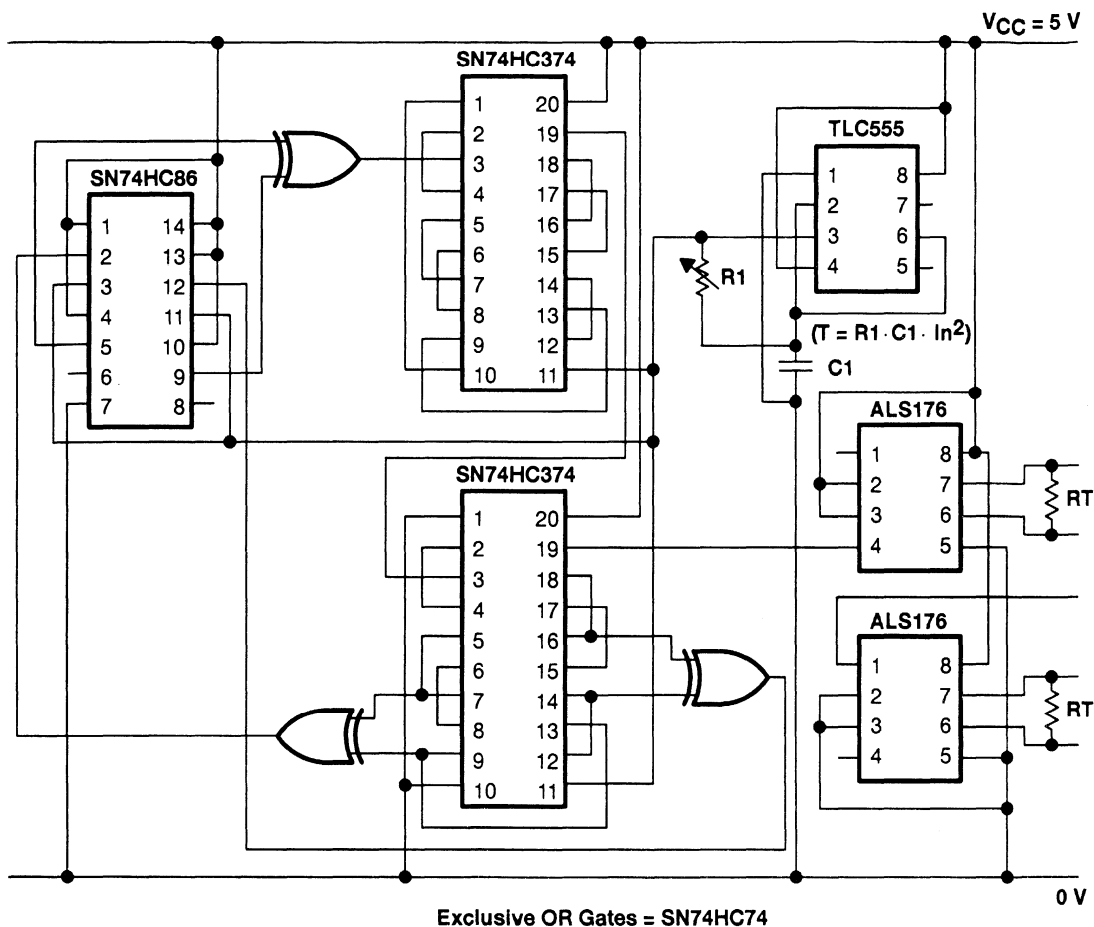 VCC = 5 V
SN74HC374
1 20
2 19
3 18
4 17
5 16
6 15
7 14
8 13
9 12
10 11
TLC555
1 8
2 7
3 6
4 5
SN74HC86
1 14
2 13
3 12
4 11
5 10
6 9
7 8
R1
(T = R1 · C1 · In²)
C1
ALS176
1 8
2 7
3 6
4 5
RT
SN74HC374
1 20
2 19
3 18
4 17
5 16
6 15
7 14
8 13
9 12
10 11
ALS176
1 8
2 7
3 6
4 5
RT
0 V
Exclusive OR Gates = SN74HC74